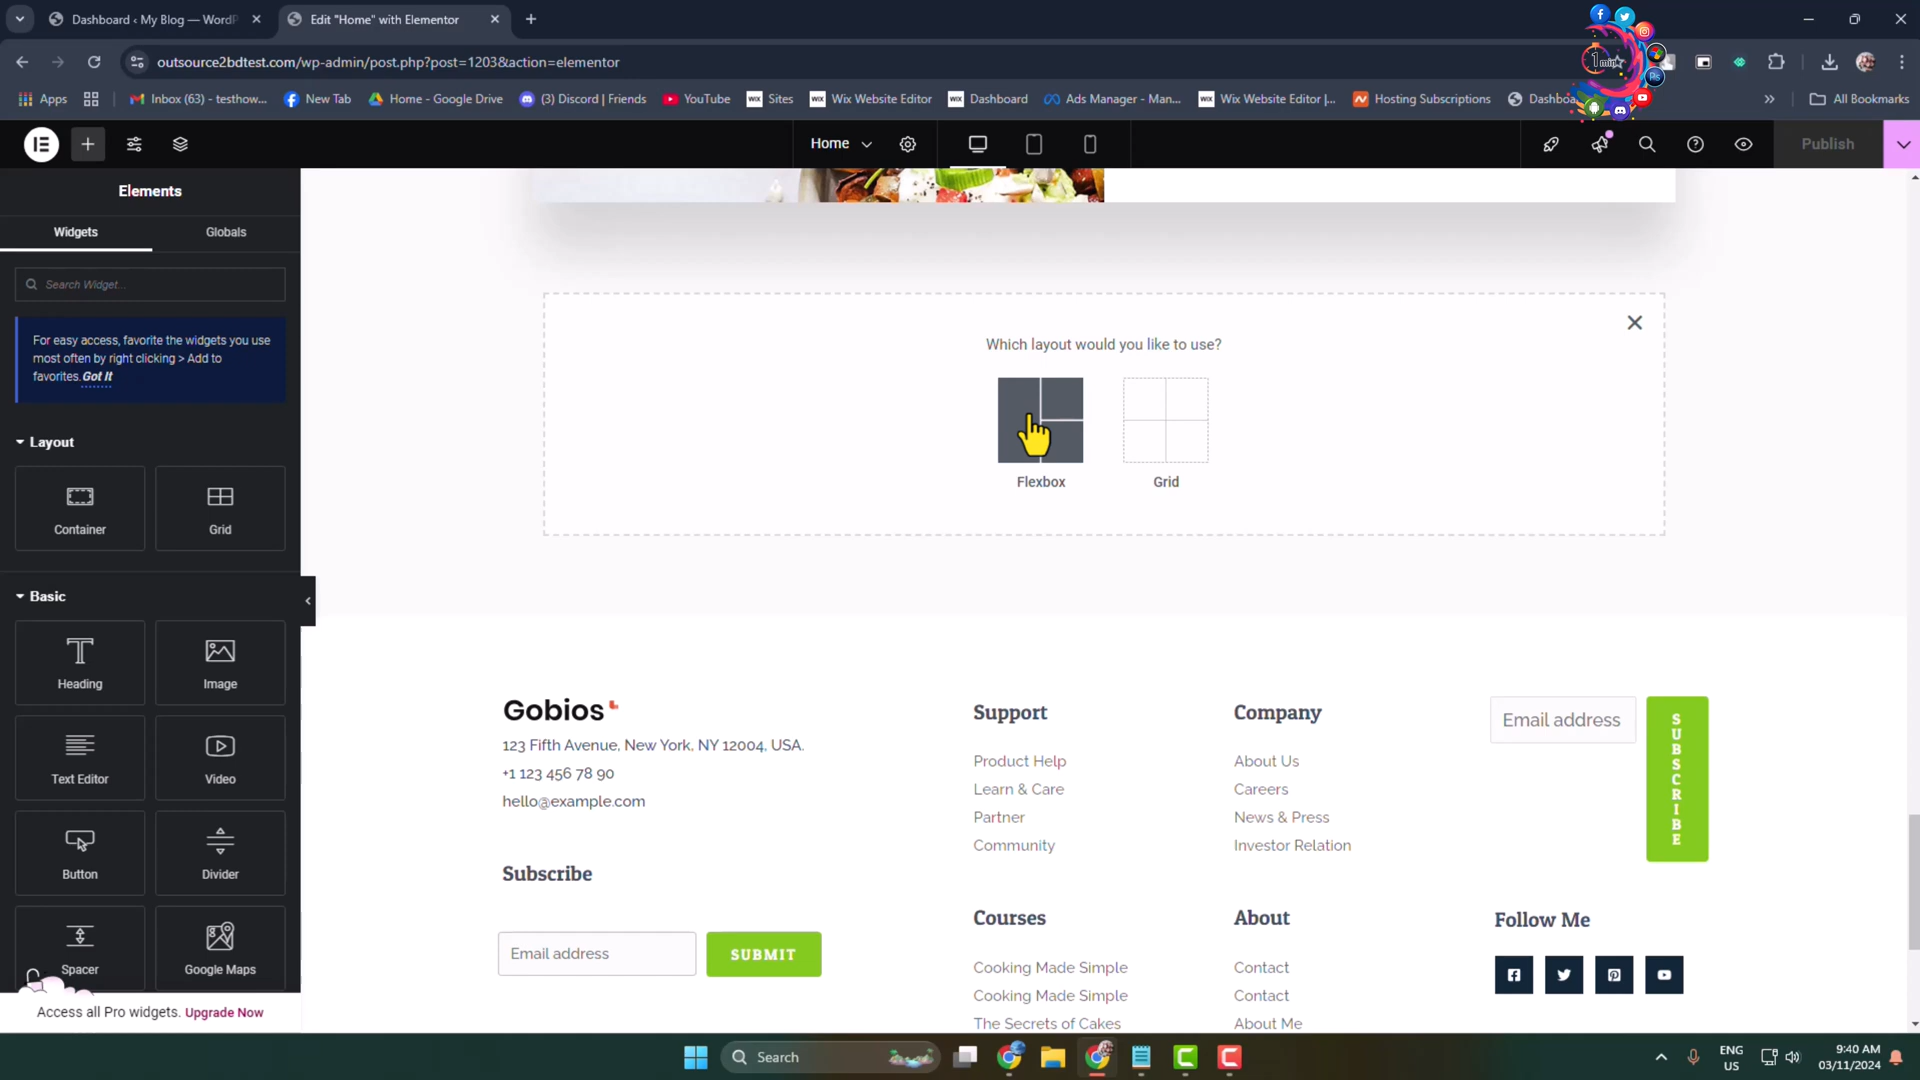 Dashboard ‹ My Blog — WordP
Edit "Home" with Elementor
outsource2bdtest.com/wp-admin/post.php?post=1203&action=elementor
1 min
Ps
Apps
Inbox (63) - testhow...
New Tab
Home - Google Drive
(3) Discord | Friends
YouTube
WIX Sites
WIX Wix Website Editor
WIX Dashboard
Ads Manager - Man...
WIX Wix Website Editor |...
Hosting Subscriptions
Dashboa
All Bookmarks
Home
Publish
Elements
Widgets
Globals
Search Widget...
For easy access, favorite the widgets you use
most often by right clicking > Add to
favorites. Got It
Layout
Container
Grid
Basic
Heading
Image
Text Editor
Video
Button
Divider
Spacer
Google Maps
Access all Pro widgets. Upgrade Now
Which layout would you like to use?
Flexbox
Grid
Gobios
123 Fifth Avenue, New York, NY 12004, USA.
+1 123 456 78 90
hello@example.com
Subscribe
Email address
SUBMIT
Support
Product Help
Learn & Care
Partner
Community
Company
About Us
Careers
News & Press
Investor Relation
Email address
SUBSCRIBE
Courses
Cooking Made Simple
Cooking Made Simple
The Secrets of Cakes
About
Contact
Contact
About Me
Follow Me
Search
ENG
US
9:40 AM
03/11/2024